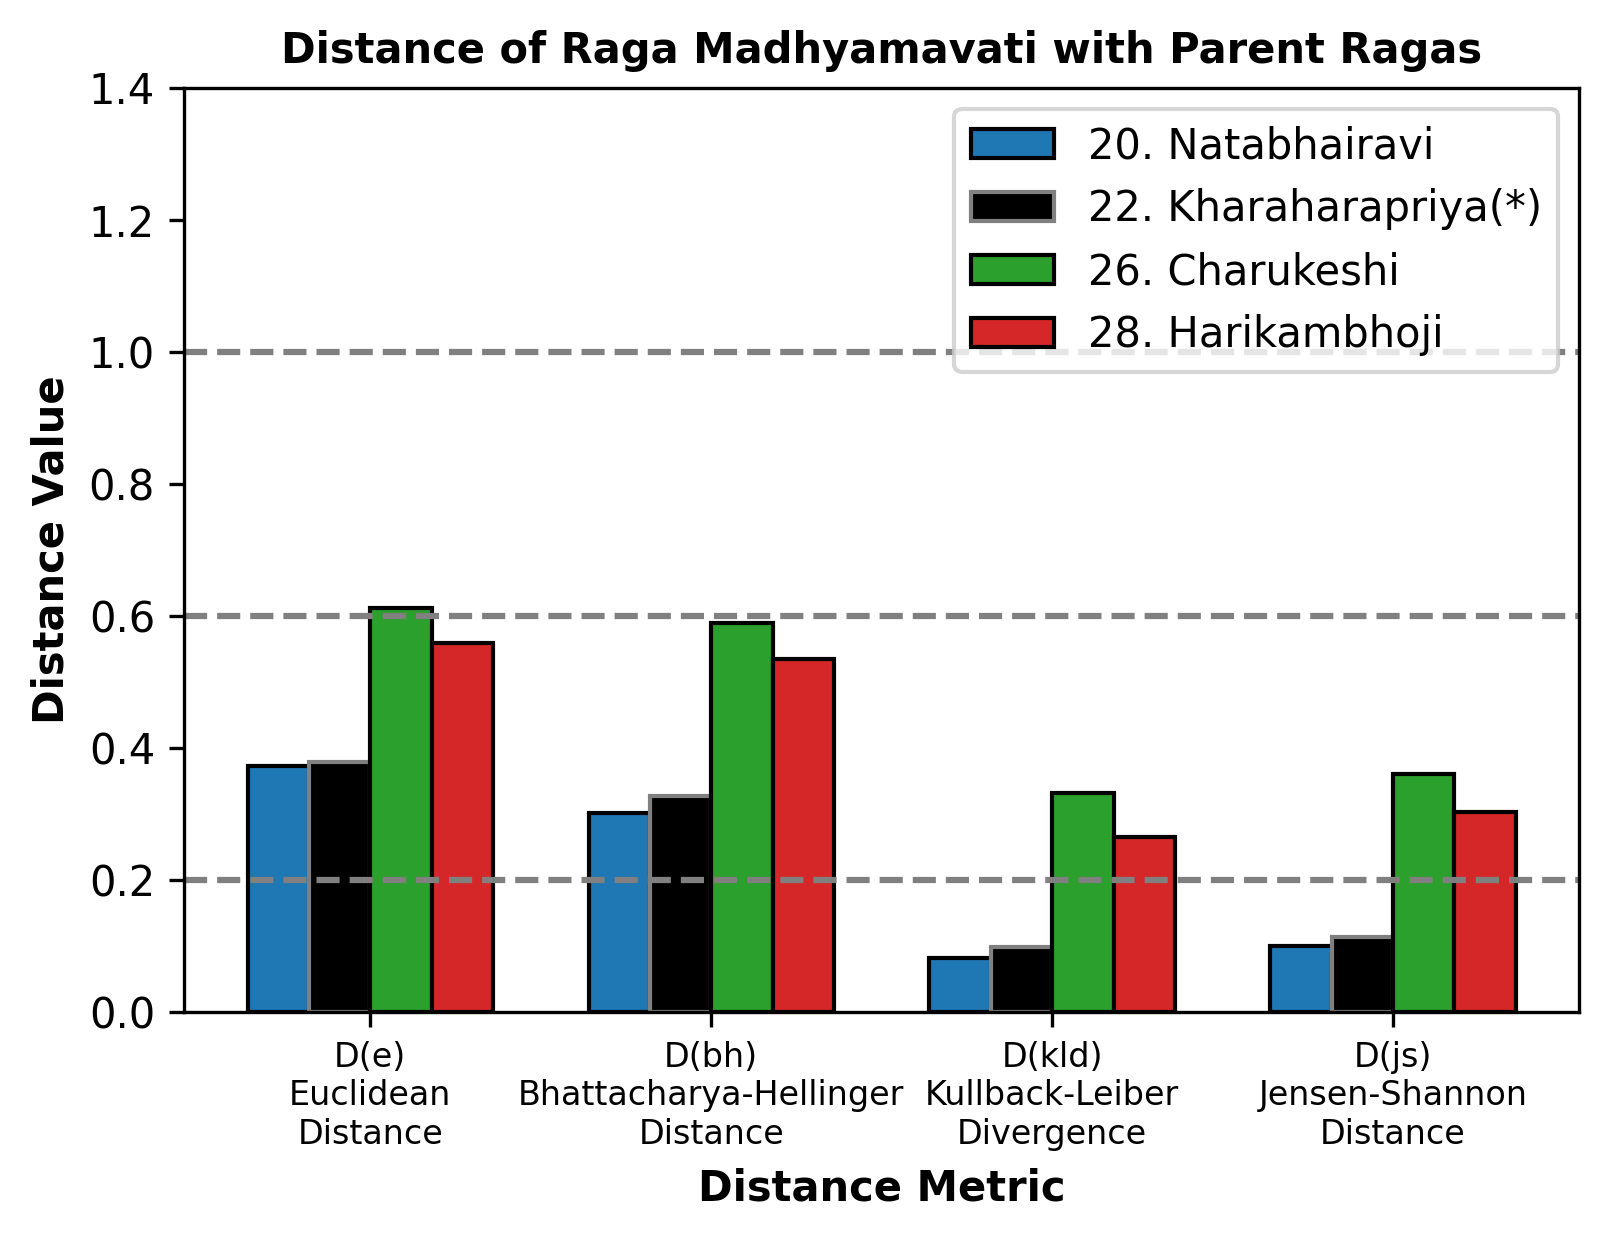 Distance of Raga Madhyamavati with Parent Ragas
1.4
1.2
1.0
0.8
0.6
0.4
0.2
0.0
Distance Value
20. Natabhairavi
22. Kharaharapriya(*)
26. Charukeshi
28. Harikambhoji
D(e)
Euclidean
Distance
D(bh)
Bhattacharya-Hellinger
Distance
D(kld)
Kullback-Leiber
Divergence
D(js)
Jensen-Shannon
Distance
Distance Metric